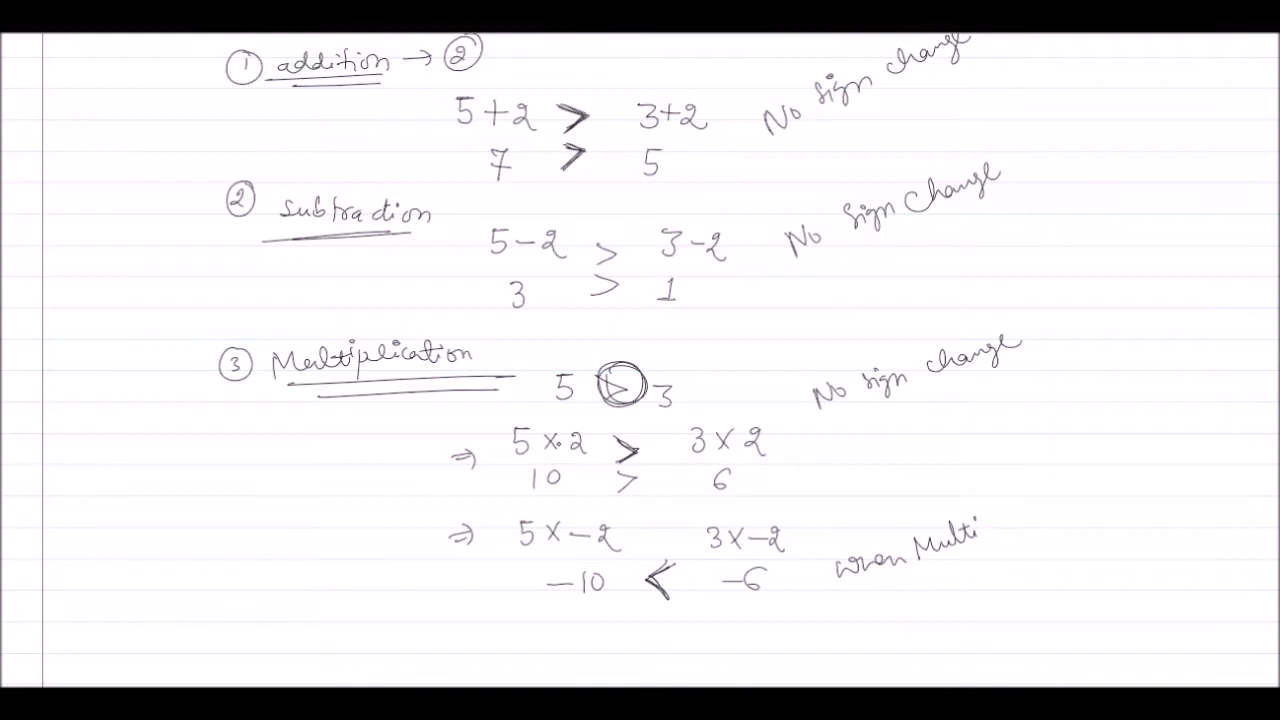 ① addition → ②
5+2 > 3+2 No sign change
7 > 5
② subtraction
5-2 > 3-2 No sign change
3 > 1
③ Multiplication
5 > 3 No sign change
⇒ 5 × 2 > 3 × 2
10 > 6
⇒ 5 × -2 3 × -2 when Multi
-10 < -6